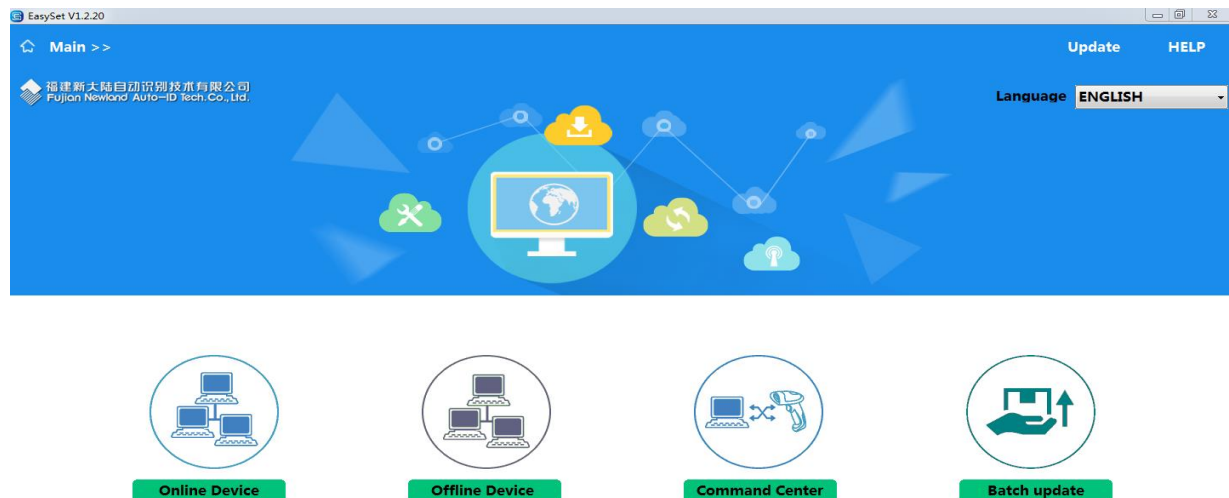 EasySet V1.2.20
Main >>
Update
HELP
福建新大陆自动识别技术有限公司
Fujian Newland Auto-ID Tech.Co.,Ltd.
Language
ENGLISH
Online Device
Offline Device
Command Center
Batch update